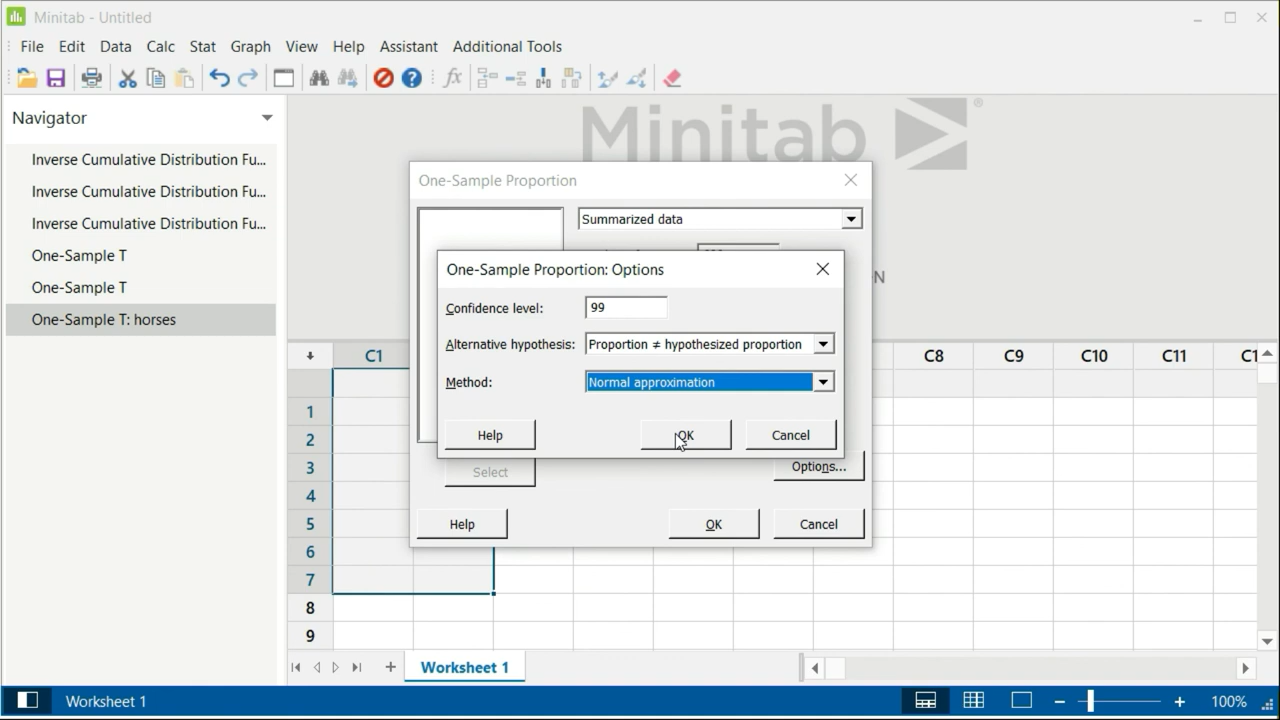 Minitab - Untitled
File Edit Data Calc Stat Graph View Help Assistant Additional Tools
fx
Navigator
Inverse Cumulative Distribution Fu...
Inverse Cumulative Distribution Fu...
Inverse Cumulative Distribution Fu...
One-Sample T
One-Sample T
One-Sample T: horses
Minitab
One-Sample Proportion
Summarized data
N
One-Sample Proportion: Options
Confidence level: 99
Alternative hypothesis: Proportion ≠ hypothesized proportion
Method: Normal approximation
Help OK Cancel
Select Options...
Help OK Cancel
C1 C8 C9 C10 C11 C1
1
2
3
4
5
6
7
8
9
Worksheet 1
Worksheet 1 100%